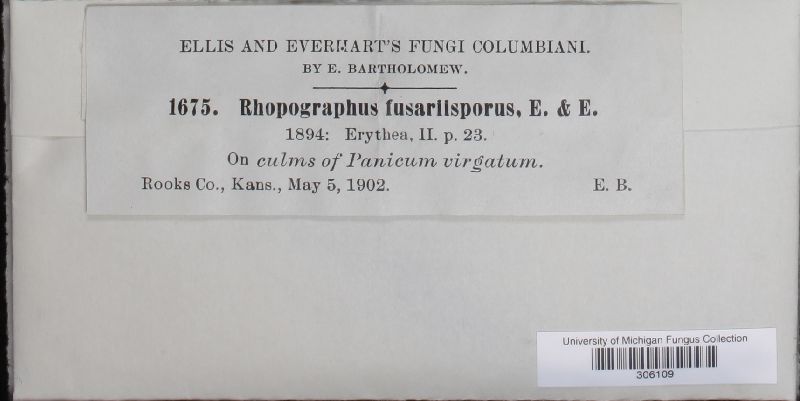 ELLIS AND EVERHART'S FUNGI COLUMBIANI.
BY E. BARTHOLOMEW.
1675. Rhopographus fusariisporus, E. & E.
1894: Erythea, II. p. 23.
On culms of Panicum virgatum.
Rooks Co., Kans., May 5, 1902. E. B.
University of Michigan Fungus Collection
306109